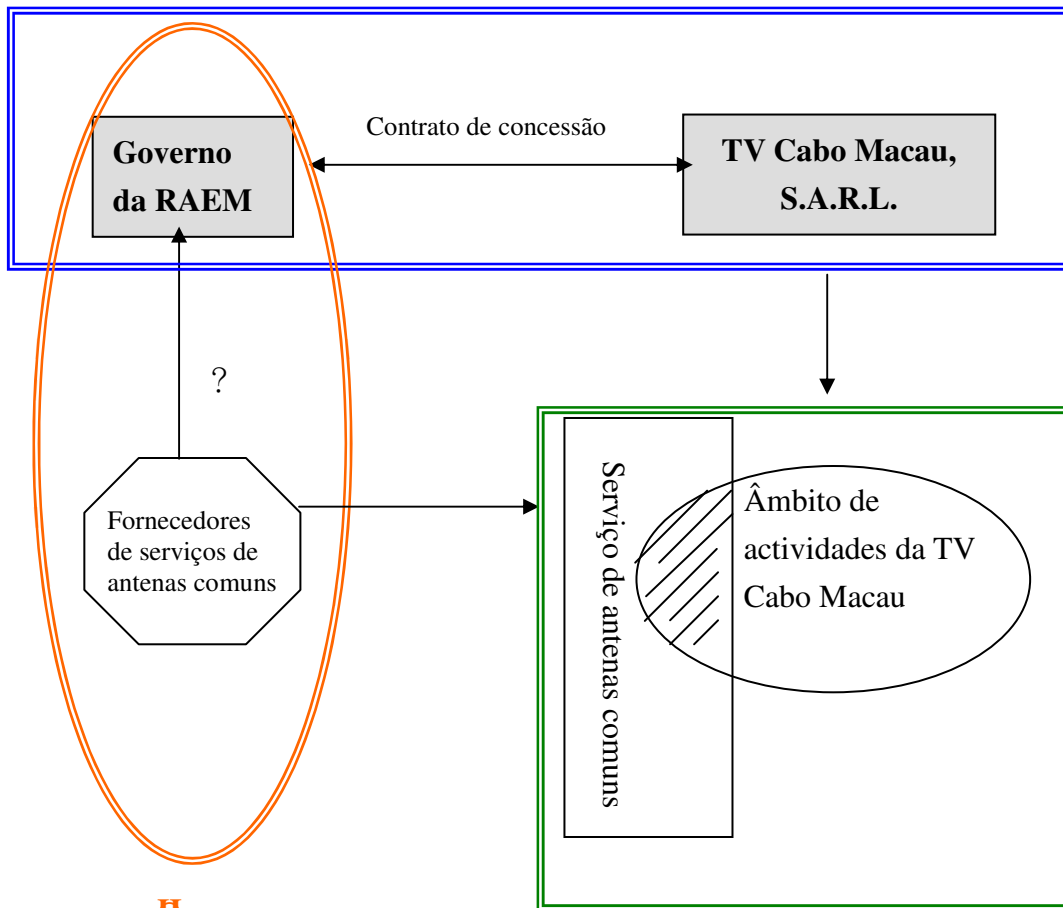 Contrato de concessão
Governo
da RAEM
TV Cabo Macau,
S.A.R.L.
?
Fornecedores
de serviços de
antenas comuns
Serviço de antenas comuns
Âmbito de
actividades da TV
Cabo Macau